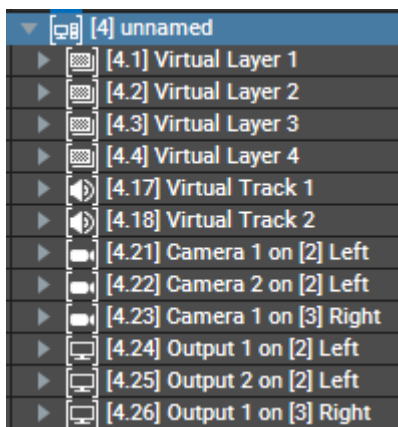 [4] unnamed
[4.1] Virtual Layer 1
[4.2] Virtual Layer 2
[4.3] Virtual Layer 3
[4.4] Virtual Layer 4
[4.17] Virtual Track 1
[4.18] Virtual Track 2
[4.21] Camera 1 on [2] Left
[4.22] Camera 2 on [2] Left
[4.23] Camera 1 on [3] Right
[4.24] Output 1 on [2] Left
[4.25] Output 2 on [2] Left
[4.26] Output 1 on [3] Right